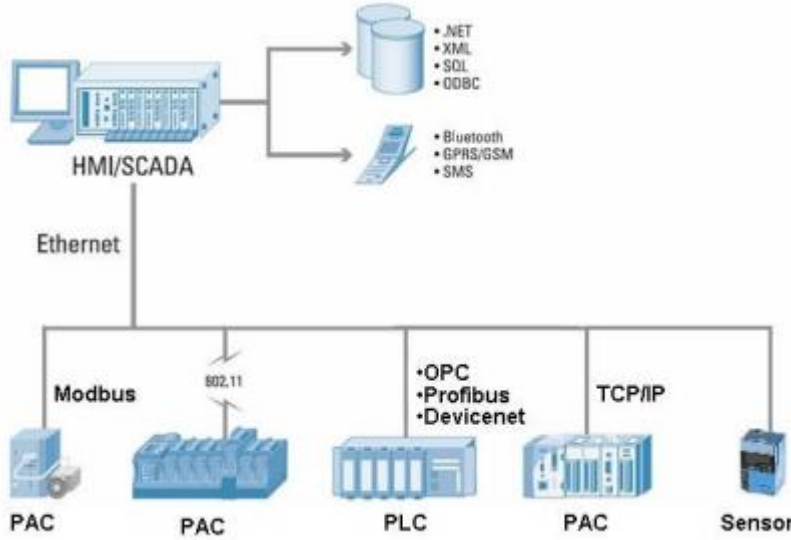 • .NET
• XML
• SQL
• ODBC
• Bluetooth
• GPRS/GSM
• SMS
HMI/SCADA
Ethernet
Modbus
802.11
•OPC
•Profibus
•Devicenet
TCP/IP
PAC
PAC
PLC
PAC
Sensor